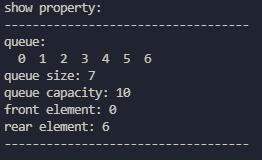 show property:
-----------------------------------
queue:
  0  1  2  3  4  5  6
queue size: 7
queue capacity: 10
front element: 0
rear element: 6
-----------------------------------